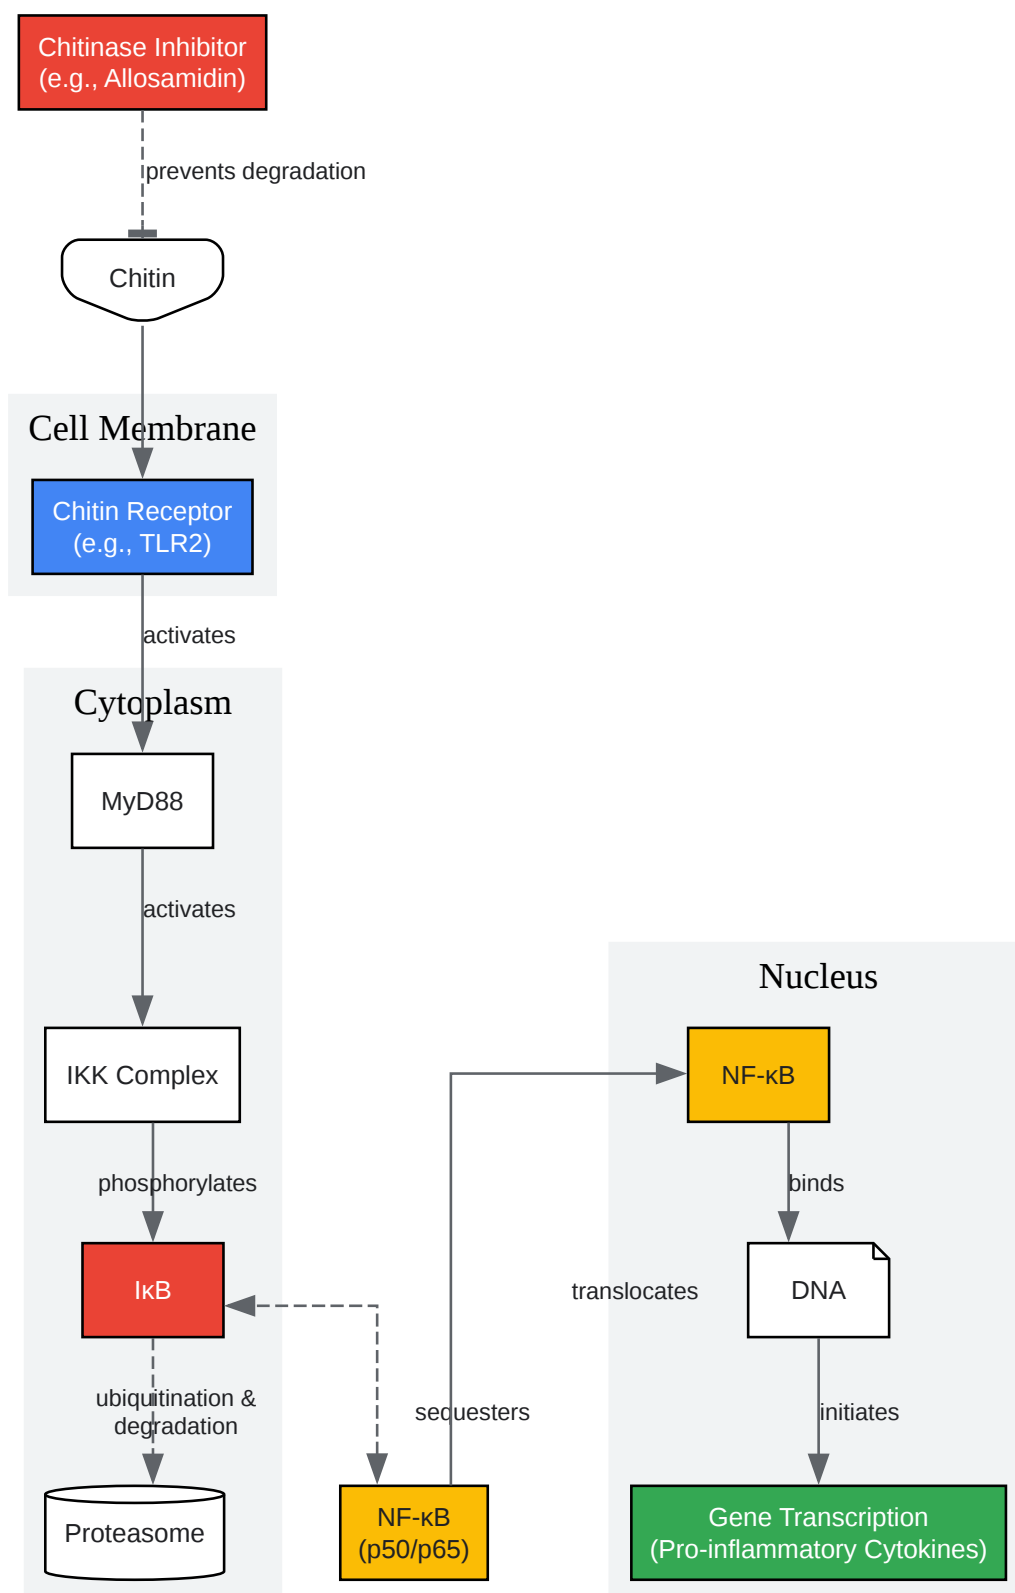 Chitinase Inhibitor
(e.g., Allosamidin)
prevents degradation
Chitin
Cell Membrane
Chitin Receptor
(e.g., TLR2)
activates
Cytoplasm
MyD88
activates
IKK Complex
phosphorylates
IκB
ubiquitination &
degradation
Proteasome
sequesters
NF-κB
(p50/p65)
translocates
Nucleus
NF-κB
binds
DNA
initiates
Gene Transcription
(Pro-inflammatory Cytokines)